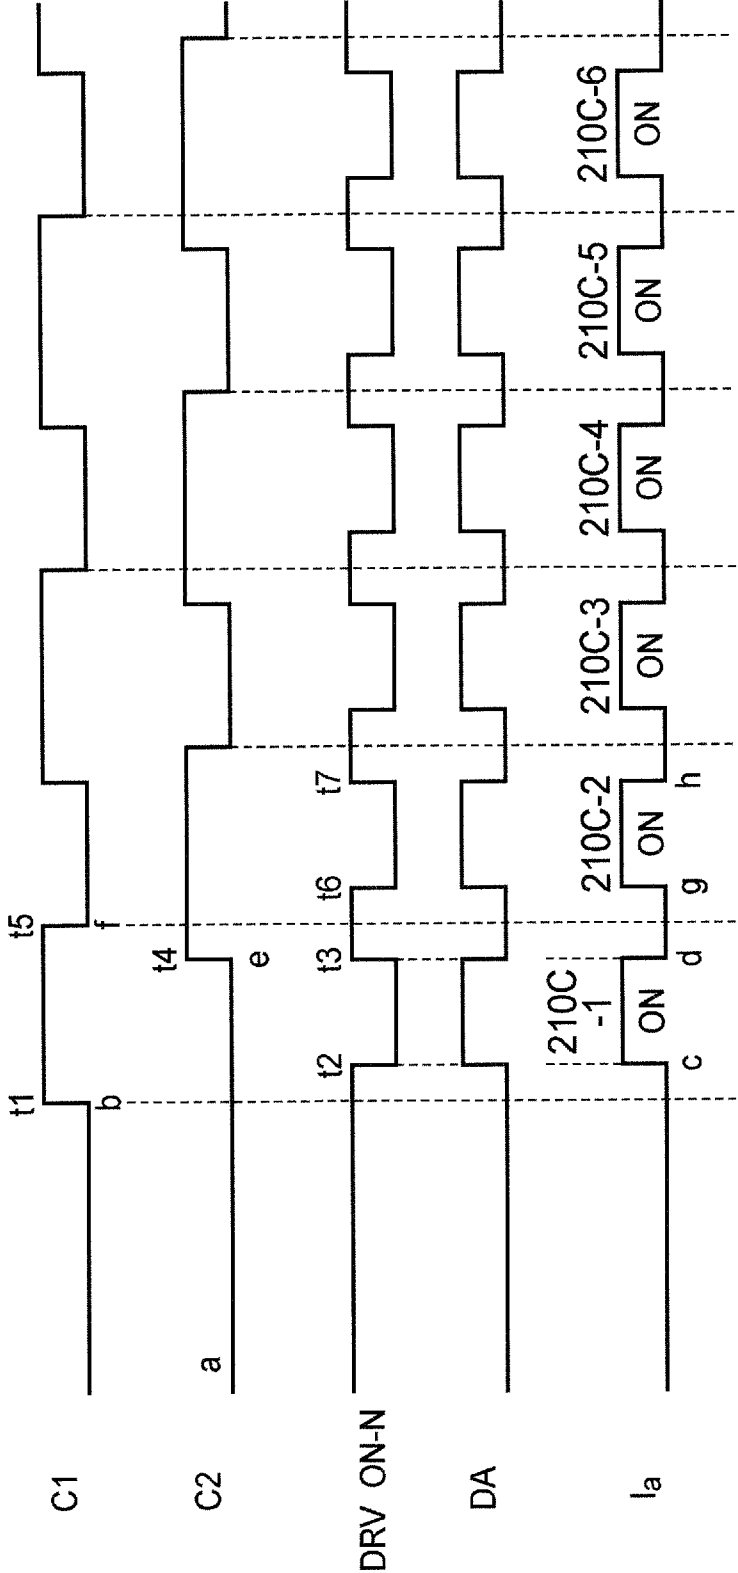 C1
t1
t5
b
f
C2
a
t4
e
DRV ON-N
t2
t3
t6
t7
DA
Ia
210C
-1
210C-2
210C-3
210C-4
210C-5
210C-6
ON
ON
ON
ON
ON
ON
c
d
g
h